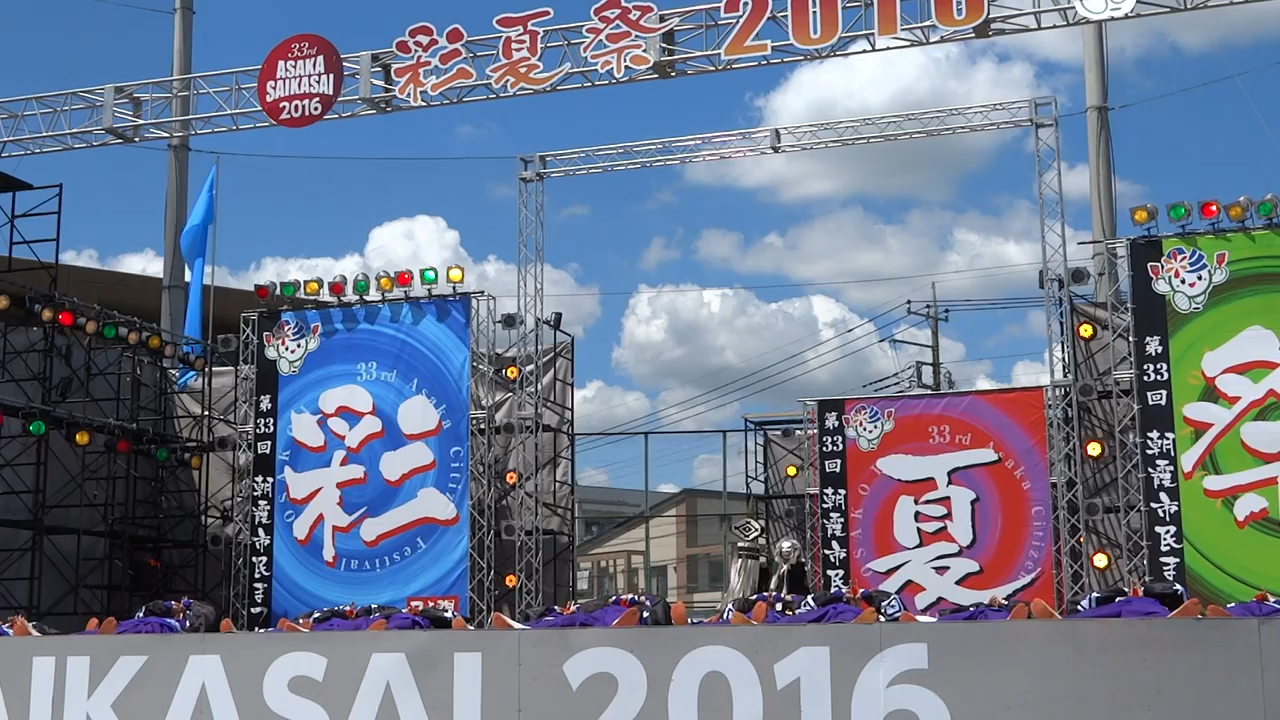 33rd
ASAKA
SAIKASAI
2016
彩夏祭 2016
第33回 朝霞市民まつ
33rd Asaka Citizen
Festival
彩
第33回 朝霞市民ま
33rd Asaka Citizen
夏
第33回 朝霞市民ま
祭
AIKASAI 2016